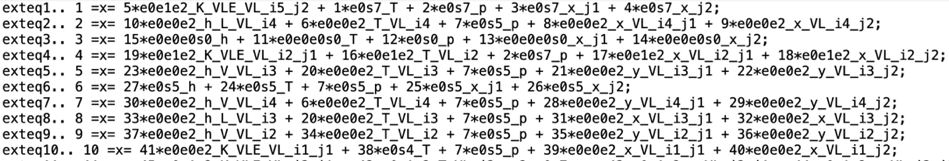 exteq1.. 1 =x= 5*e0e1e2_K_VLE_VL_i5_j2 + 1*e0s7_T + 2*e0s7_p + 3*e0s7_x_j1 + 4*e0s7_x_j2;
exteq2.. 2 =x= 10*e0e0e2_h_L_VL_i4 + 6*e0e0e2_T_VL_i4 + 7*e0s5_p + 8*e0e0e2_x_VL_i4_j1 + 9*e0e0e2_x_VL_i4_j2;
exteq3.. 3 =x= 15*e0e0e0s0_h + 11*e0e0e0s0_T + 12*e0s0_p + 13*e0e0e0s0_x_j1 + 14*e0e0e0s0_x_j2;
exteq4.. 4 =x= 19*e0e1e2_K_VLE_VL_i2_j1 + 16*e0e1e2_T_VL_i2 + 2*e0s7_p + 17*e0e1e2_x_VL_i2_j1 + 18*e0e1e2_x_VL_i2_j2;
exteq5.. 5 =x= 23*e0e0e2_h_V_VL_i3 + 20*e0e0e2_T_VL_i3 + 7*e0s5_p + 21*e0e0e2_y_VL_i3_j1 + 22*e0e0e2_y_VL_i3_j2;
exteq6.. 6 =x= 27*e0s5_h + 24*e0s5_T + 7*e0s5_p + 25*e0s5_x_j1 + 26*e0s5_x_j2;
exteq7.. 7 =x= 30*e0e0e2_h_V_VL_i4 + 6*e0e0e2_T_VL_i4 + 7*e0s5_p + 28*e0e0e2_y_VL_i4_j1 + 29*e0e0e2_y_VL_i4_j2;
exteq8.. 8 =x= 33*e0e0e2_h_L_VL_i3 + 20*e0e0e2_T_VL_i3 + 7*e0s5_p + 31*e0e0e2_x_VL_i3_j1 + 32*e0e0e2_x_VL_i3_j2;
exteq9.. 9 =x= 37*e0e0e2_h_V_VL_i2 + 34*e0e0e2_T_VL_i2 + 7*e0s5_p + 35*e0e0e2_y_VL_i2_j1 + 36*e0e0e2_y_VL_i2_j2;
exteq10.. 10 =x= 41*e0e0e2_K_VLE_VL_i1_j1 + 38*e0s4_T + 7*e0s5_p + 39*e0e0e2_x_VL_i1_j1 + 40*e0e0e2_x_VL_i1_j2;